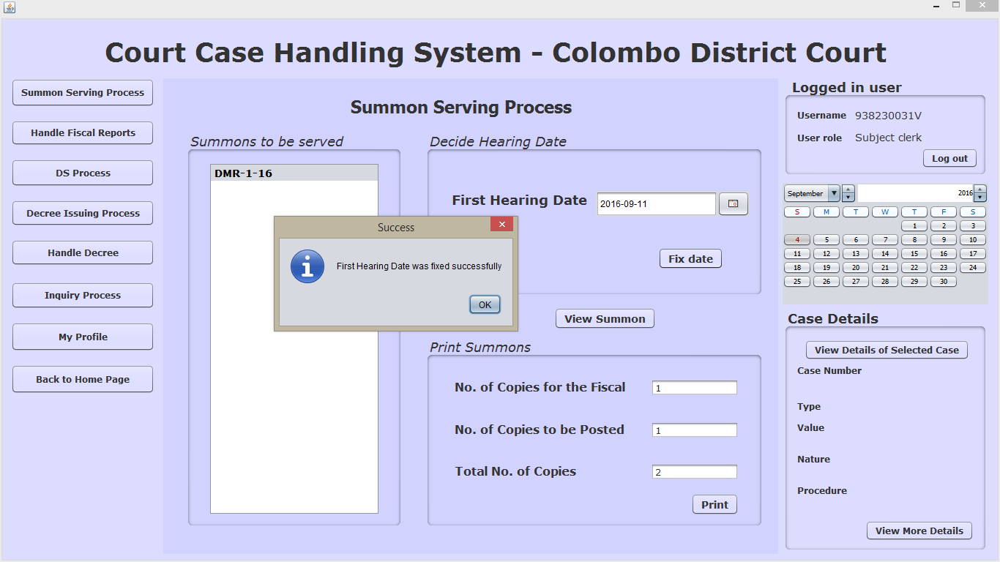 Court Case Handling System - Colombo District Court
Summon Serving Process
Handle Fiscal Reports
DS Process
Decree Issuing Process
Handle Decree
Inquiry Process
My Profile
Back to Home Page
Summon Serving Process
Summons to be served
DMR-1-16
Decide Hearing Date
First Hearing Date 2016-09-11
Fix date
Success
First Hearing Date was fixed successfully
OK
View Summon
Print Summons
No. of Copies for the Fiscal 1
No. of Copies to be Posted 1
Total No. of Copies 2
Print
Logged in user
Username 938230031V
User role Subject clerk
Log out
September 2016
S M T W T F S
1 2 3
4 5 6 7 8 9 10
11 12 13 14 15 16 17
18 19 20 21 22 23 24
25 26 27 28 29 30
Case Details
View Details of Selected Case
Case Number
Type
Value
Nature
Procedure
View More Details